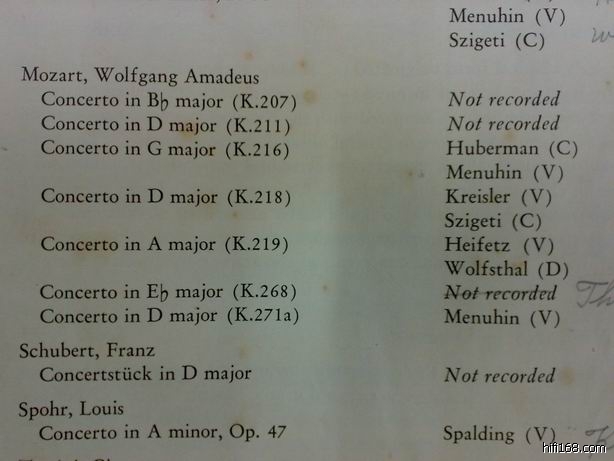 Menuhin (V)
Szigeti (C)
Mozart, Wolfgang Amadeus
Concerto in B♭ major (K.207) Not recorded
Concerto in D major (K.211) Not recorded
Concerto in G major (K.216) Huberman (C)
Menuhin (V)
Concerto in D major (K.218) Kreisler (V)
Szigeti (C)
Concerto in A major (K.219) Heifetz (V)
Wolfsthal (D)
Concerto in E♭ major (K.268) Not recorded Th
Concerto in D major (K.271a) Menuhin (V)
Schubert, Franz
Concertstück in D major Not recorded
Spohr, Louis
Concerto in A minor, Op. 47 Spalding (V)
hifi168.com